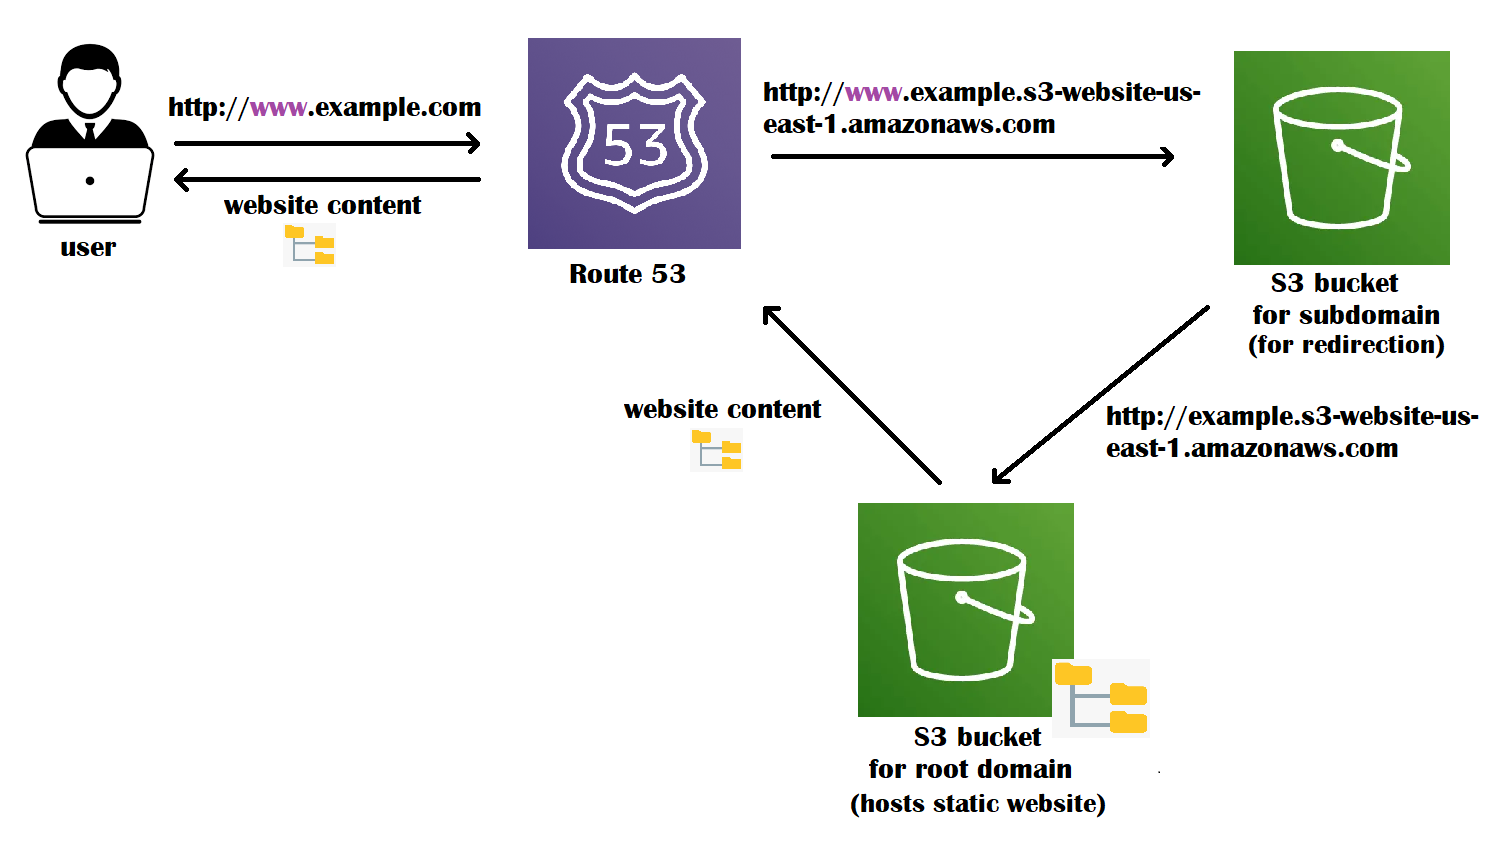 http://www.example.com
website content
user
53
Route 53
http://www.example.s3-website-us-
east-1.amazonaws.com
S3 bucket
for subdomain
(for redirection)
website content
http://example.s3-website-us-
east-1.amazonaws.com
S3 bucket
for root domain
(hosts static website)